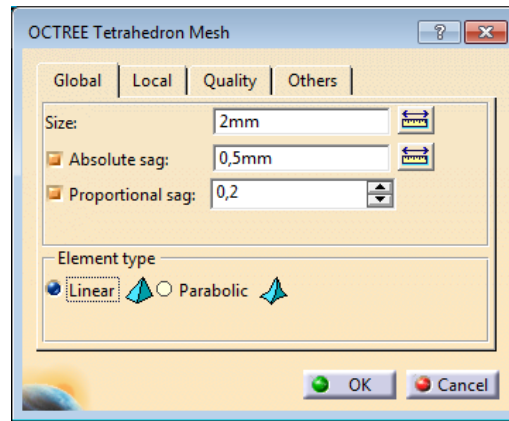 OCTREE Tetrahedron Mesh
Global Local Quality Others
Size: 2mm
Absolute sag: 0,5mm
Proportional sag: 0,2
Element type
Linear Parabolic
OK Cancel